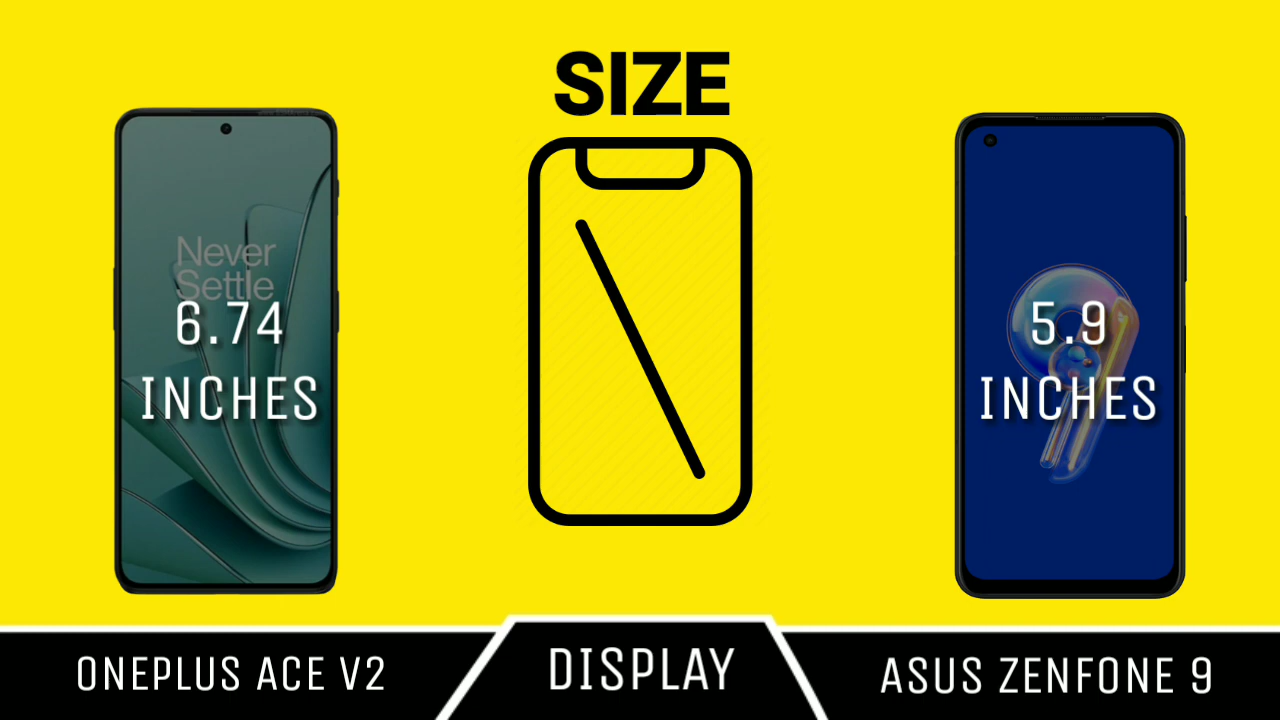 SIZE
Never
Settle
6.74
INCHES
5.9
INCHES
ONEPLUS ACE V2
DISPLAY
ASUS ZENFONE 9